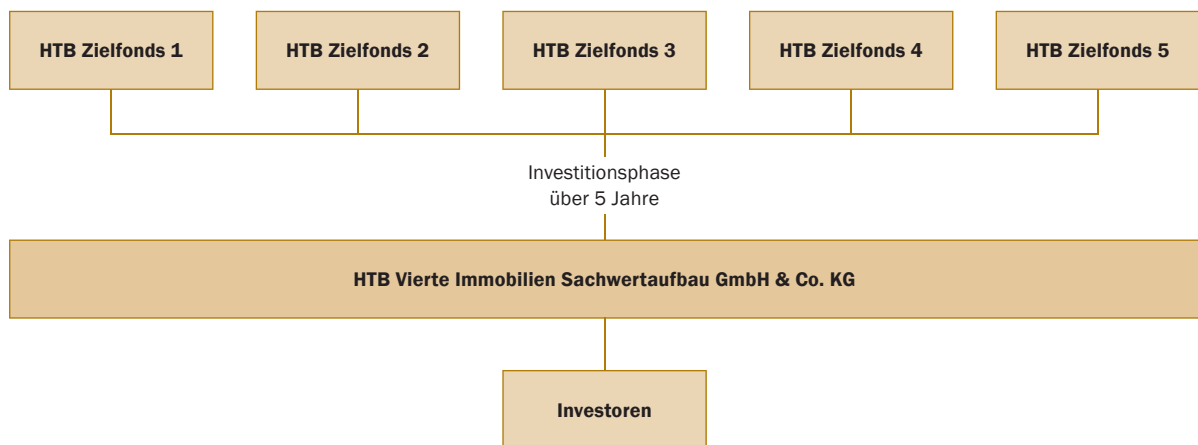 HTB Zielfonds 1
HTB Zielfonds 2
HTB Zielfonds 3
HTB Zielfonds 4
HTB Zielfonds 5
Investitionsphase
über 5 Jahre
HTB Vierte Immobilien Sachwertaufbau GmbH & Co. KG
Investoren